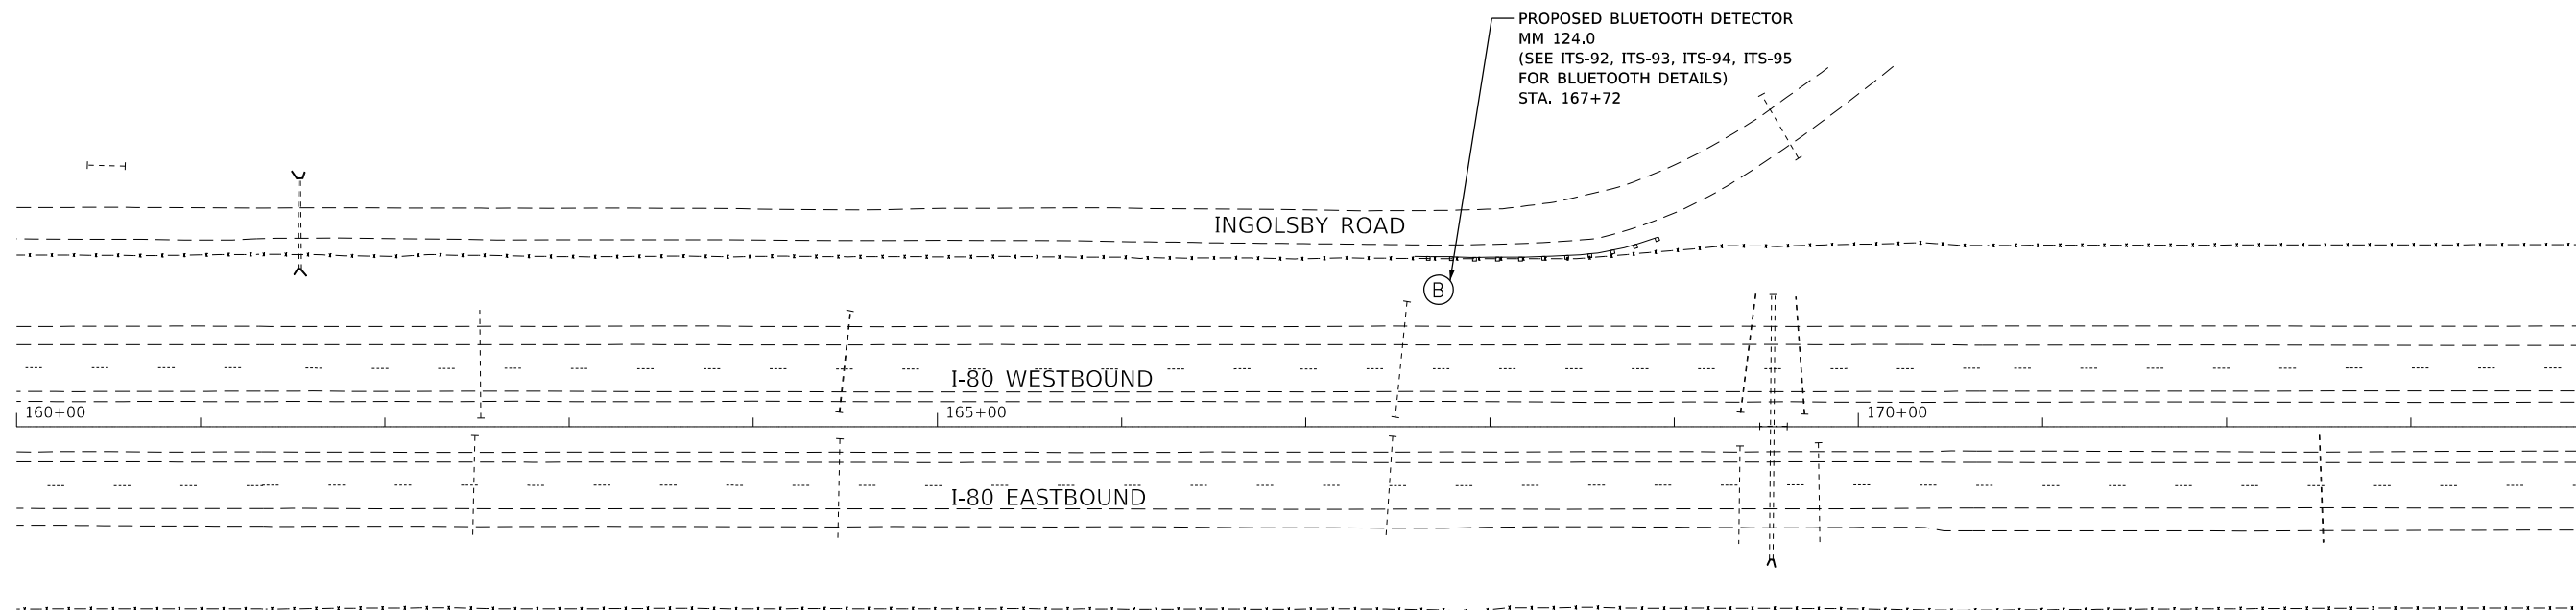 PROPOSED BLUETOOTH DETECTOR
MM 124.0
(SEE ITS-92, ITS-93, ITS-94, ITS-95
FOR BLUETOOTH DETAILS)
STA. 167+72
INGOLSBY ROAD
B
I-80 WESTBOUND
160+00
165+00
170+00
I-80 EASTBOUND